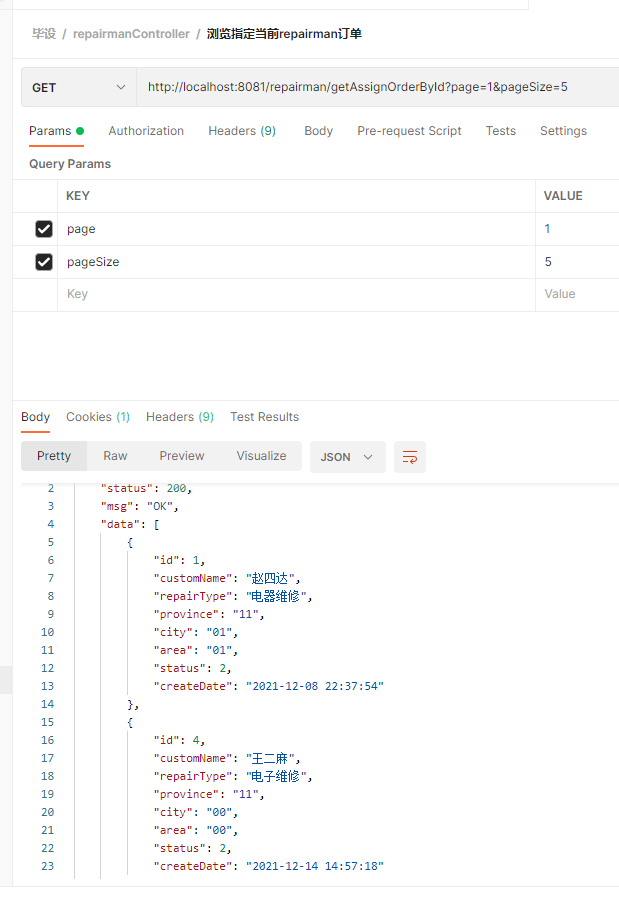 毕设 / repairmanController / 浏览指定当前repairman订单
GET http://localhost:8081/repairman/getAssignOrderById?page=1&pageSize=5
Params Authorization Headers (9) Body Pre-request Script Tests Settings
Query Params
KEY VALUE
page 1
pageSize 5
Key Value
Body Cookies (1) Headers (9) Test Results
Pretty Raw Preview Visualize JSON
2 "status": 200,
3 "msg": "OK",
4 "data": [
5 {
6 "id": 1,
7 "customName": "赵四达",
8 "repairType": "电器维修",
9 "province": "11",
10 "city": "01",
11 "area": "01",
12 "status": 2,
13 "createDate": "2021-12-08 22:37:54"
14 },
15 {
16 "id": 4,
17 "customName": "王二麻",
18 "repairType": "电子维修",
19 "province": "11",
20 "city": "00",
21 "area": "00",
22 "status": 2,
23 "createDate": "2021-12-14 14:57:18"